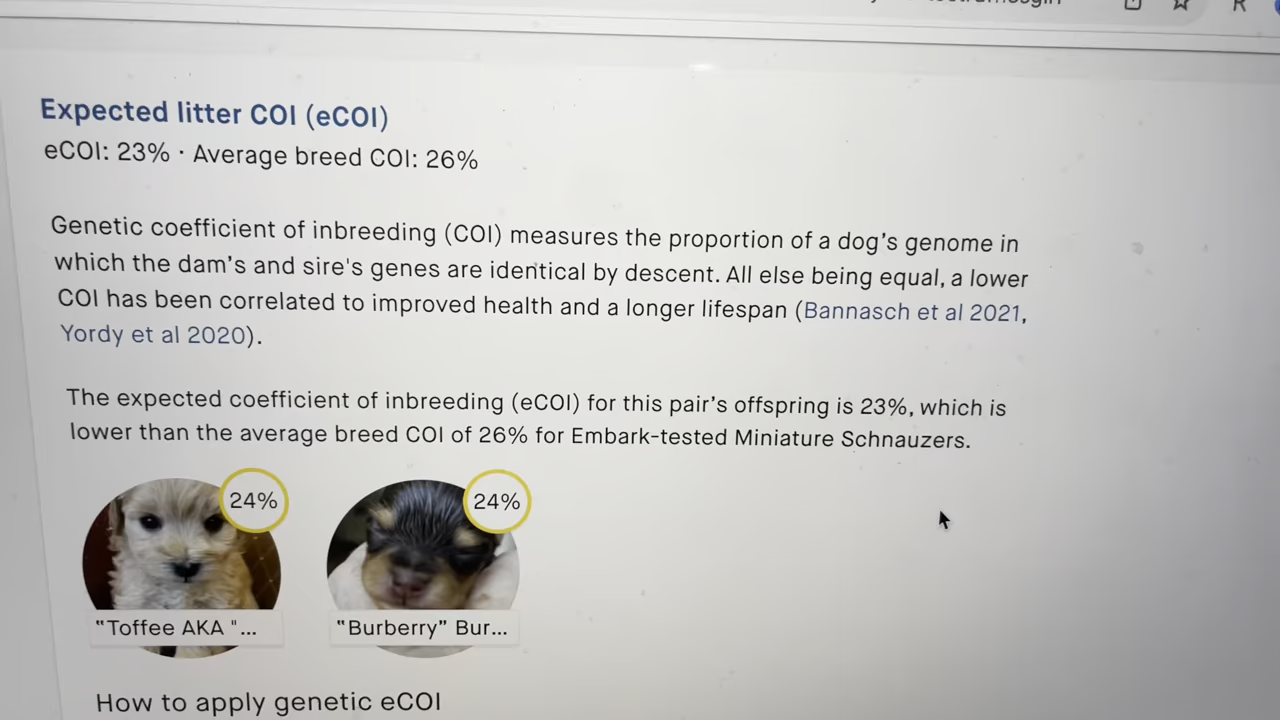 Expected litter COI (eCOI)
eCOI: 23% · Average breed COI: 26%
Genetic coefficient of inbreeding (COI) measures the proportion of a dog's genome in
which the dam's and sire's genes are identical by descent. All else being equal, a lower
COI has been correlated to improved health and a longer lifespan (Bannasch et al 2021,
Yordy et al 2020).
The expected coefficient of inbreeding (eCOI) for this pair's offspring is 23%, which is
lower than the average breed COI of 26% for Embark-tested Miniature Schnauzers.
24% 24%
"Toffee AKA "... "Burberry" Bur...
How to apply genetic eCOI